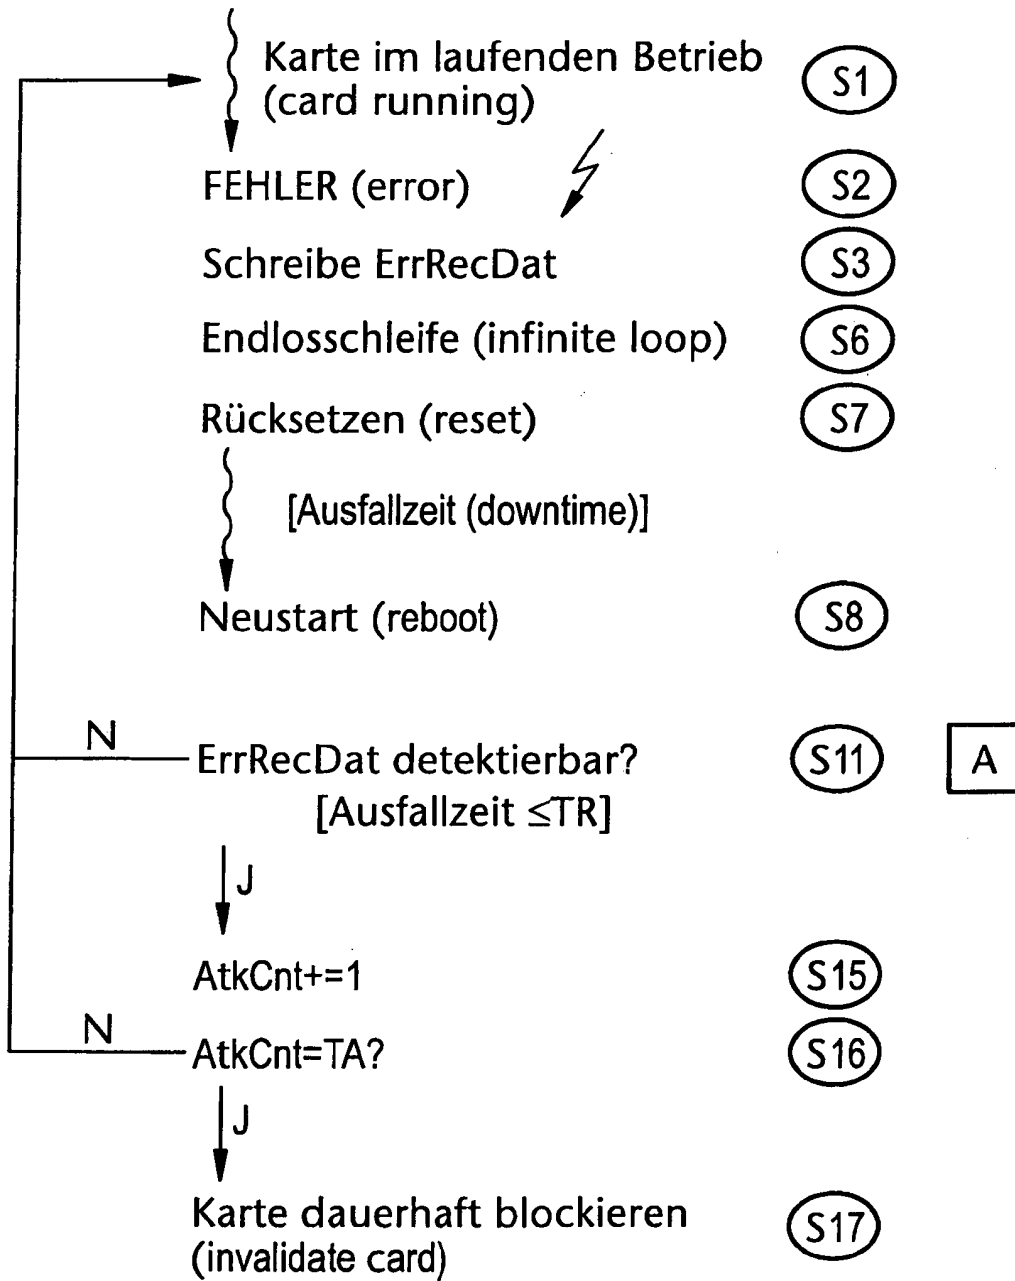 Karte im laufenden Betrieb
(card running)
S1
FEHLER (error)
S2
Schreibe ErrRecDat
S3
Endlosschleife (infinite loop)
S6
Rücksetzen (reset)
S7
[Ausfallzeit (downtime)]
Neustart (reboot)
S8
N
ErrRecDat detektierbar?
S11
A
[Ausfallzeit ≤TR]
J
AtkCnt+=1
S15
N
AtkCnt=TA?
S16
J
Karte dauerhaft blockieren
(invalidate card)
S17